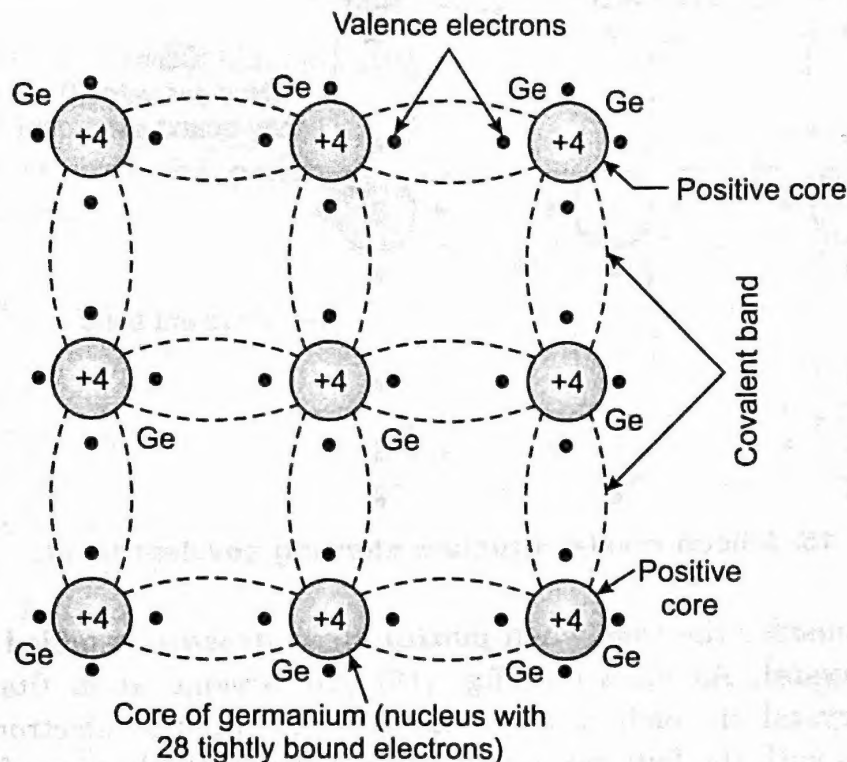 Valence electrons
Ge Ge Ge Ge
+4 +4 +4
Positive core
Covalent band
+4 +4 +4
Ge Ge Ge
Positive
core
+4 +4 +4
Ge Ge Ge Ge
Core of germanium (nucleus with
28 tightly bound electrons)